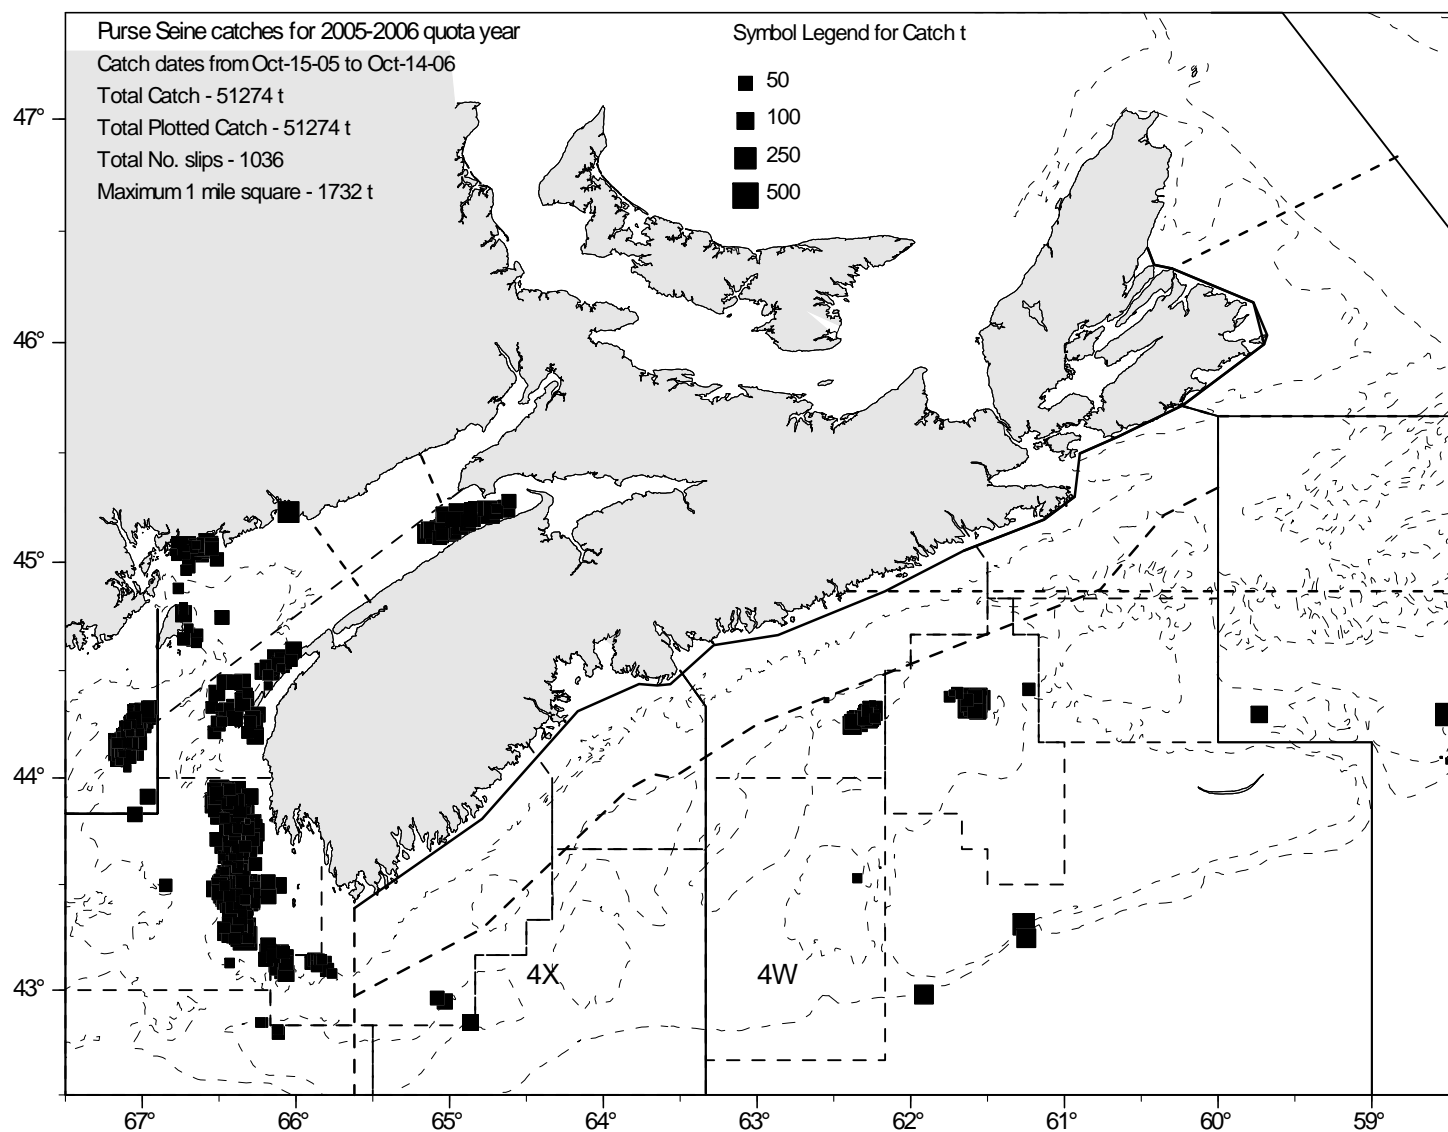 Purse Seine catches for 2005-2006 quota year
Catch dates from Oct-15-05 to Oct-14-06
Total Catch - 51274 t
Total Plotted Catch - 51274 t
Total No. slips - 1036
Maximum 1 mile square - 1732 t
Symbol Legend for Catch t
50
100
250
500
47°
46°
45°
44°
43°
4X
4W
67°
66°
65°
64°
63°
62°
61°
60°
59°